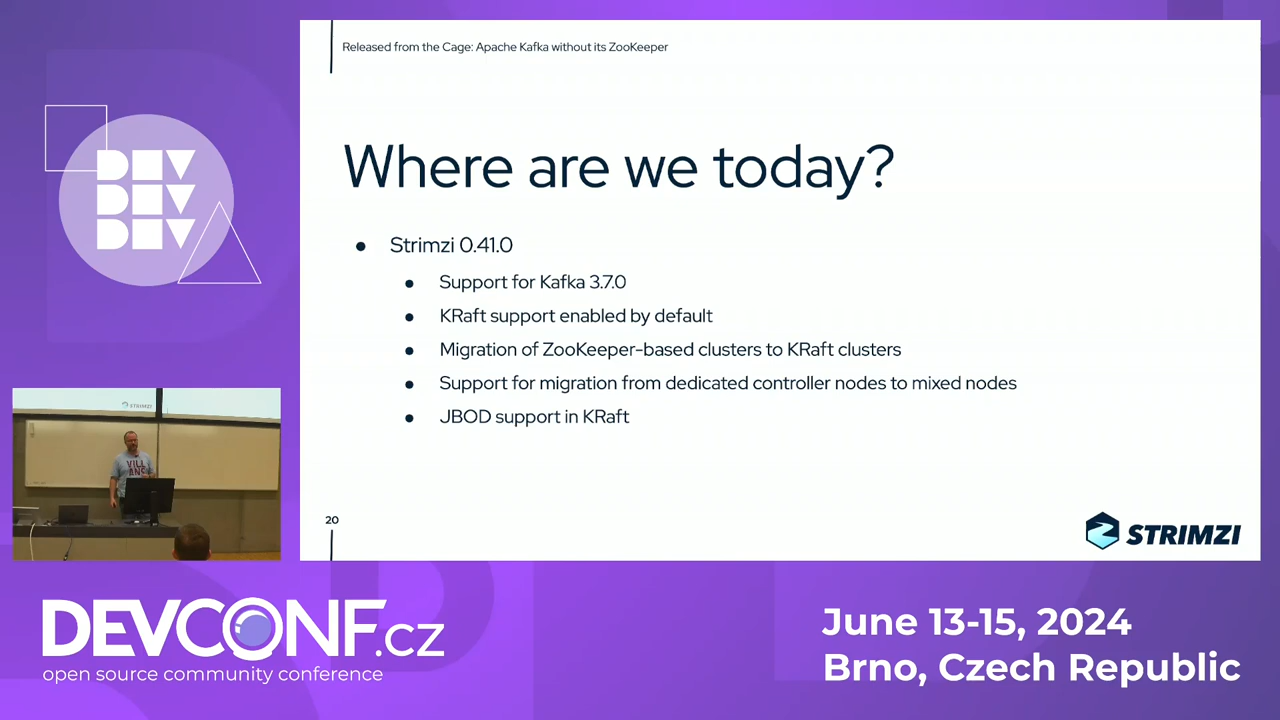 Released from the Cage: Apache Kafka without its ZooKeeper
Where are we today?
Strimzi 0.41.0
Support for Kafka 3.7.0
KRaft support enabled by default
Migration of ZooKeeper-based clusters to KRaft clusters
Support for migration from dedicated controller nodes to mixed nodes
JBOD support in KRaft
20
STRIMZI
DEV
DEV
DEV
STRIMZI
VILL
ANS
DEVCONF.cz
open source community conference
June 13-15, 2024
Brno, Czech Republic